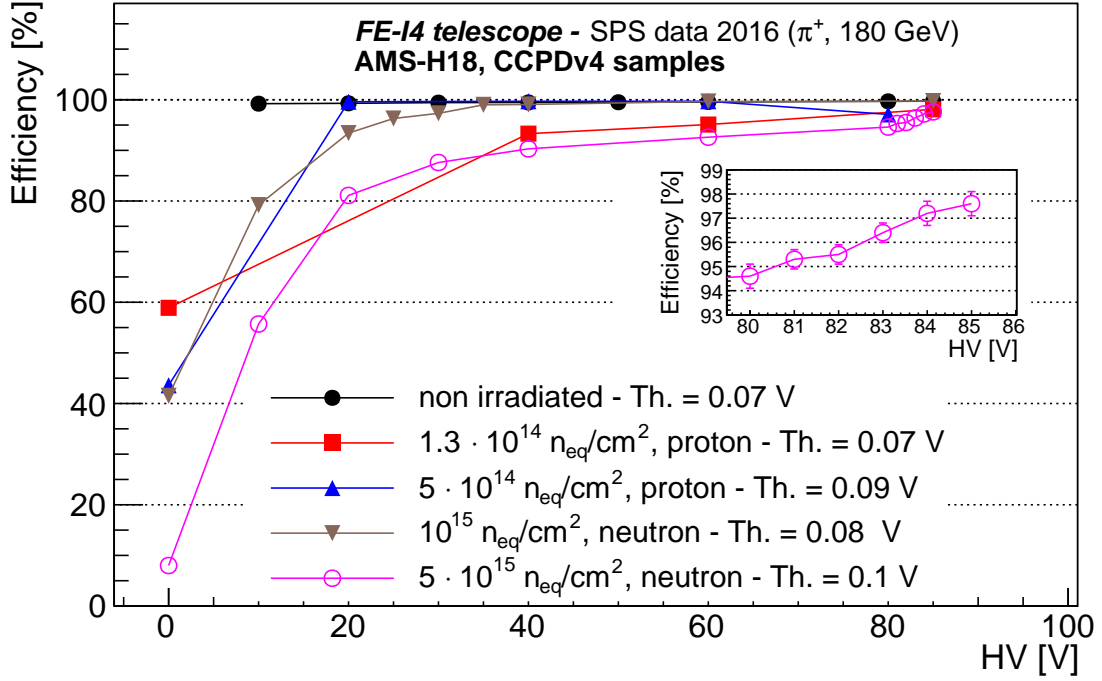 FE-I4 telescope - SPS data 2016 (π⁺, 180 GeV)
AMS-H18, CCPDv4 samples
Efficiency [%]
100
80
60
40
20
0
Efficiency [%]
99
98
97
96
95
94
93
80 81 82 83 84 85 86
HV [V]
non irradiated - Th. = 0.07 V
1.3 · 10¹⁴ n_eq/cm², proton - Th. = 0.07 V
5 · 10¹⁴ n_eq/cm², proton - Th. = 0.09 V
10¹⁵ n_eq/cm², neutron - Th. = 0.08 V
5 · 10¹⁵ n_eq/cm², neutron - Th. = 0.1 V
0 20 40 60 80 100
HV [V]